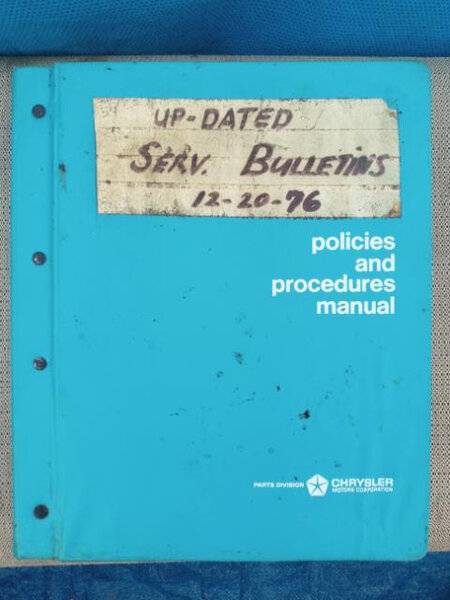 UP-DATED
SERV. BULLETINS
12-20-76
policies
and
procedures
manual
PARTS DIVISION CHRYSLER
MOTORS CORPORATION